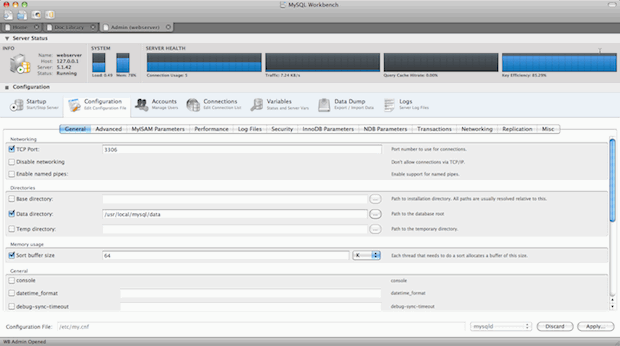 MySQL Workbench
Home
Doc Library
Admin (webserver)
Server Status
INFO
SYSTEM
SERVER HEALTH
Name: webserver
Host: 127.0.0.1
Server: 5.1.42
Status: Running
Load: 0.49
Mem: 78%
Connection Usage: 3
Traffic: 7.24 KB/s
Query Cache Hitrate: 0.00%
Key Efficiency: 85.29%
Configuration
Startup
Start/Stop Server
Configuration
Edit Configuration File
Accounts
Manage Users
Connections
Edit Connection List
Variables
Status and Server Vars
Data Dump
Export / Import Data
Logs
Server Log Files
General
Advanced
MyISAM Parameters
Performance
Log Files
Security
InnoDB Parameters
NDB Parameters
Transactions
Networking
Replication
Misc
Networking
TCP Port:
3306
Port number to use for connections.
Disable networking
Don't allow connections via TCP/IP.
Enable named pipes:
Enable support for named pipes.
Directories
Base directory:
...
Path to installation directory. All paths are usually resolved relative to this.
Data directory:
/usr/local/mysql/data
...
Path to the database root
Temp directory:
...
Path to the temporary directory.
Memory usage
Sort buffer size
64
K
Each thread that needs to do a sort allocates a buffer of this size.
General
console
console
datetime_format
datetime_format
debug-sync-timeout
debug-sync-timeout
Configuration File:
/etc/my.cnf
mysqld
Discard
Apply...
WB Admin Opened